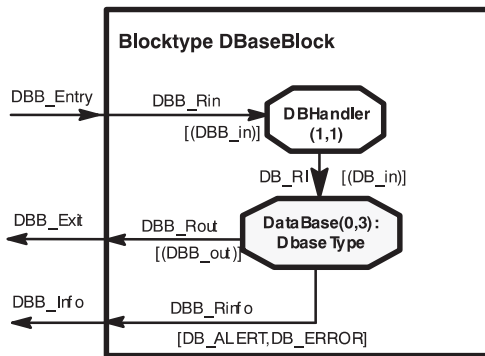 Blocktype DBaseBlock
DBB_Entry
DBB_Rin
[(DBB_in)]
DBHandler
(1,1)
DB_RI
[(DB_in)]
DBB_Exit
DBB_Rout
[(DBB_out)]
DataBase(0,3):
DbaseType
DBB_Info
DBB_Rinfo
[DB_ALERT,DB_ERROR]